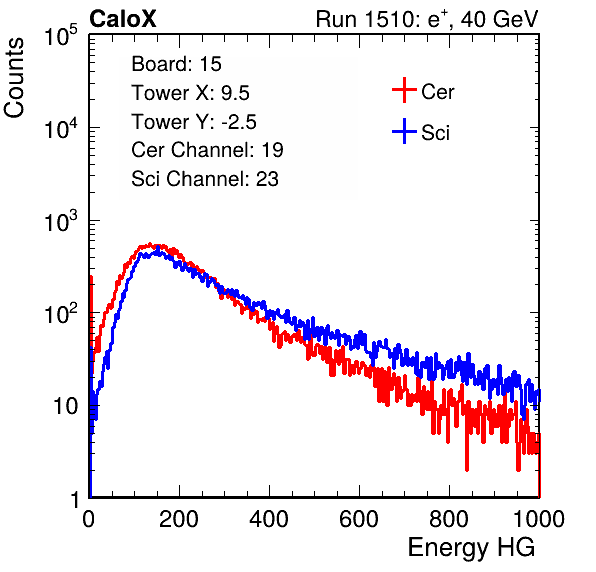 CaloX Run 1510: e⁺, 40 GeV
Counts
Board: 15
Tower X: 9.5
Tower Y: -2.5
Cer Channel: 19
Sci Channel: 23
Cer
Sci
10⁵
10⁴
10³
10²
10
1
0 200 400 600 800 1000
Energy HG